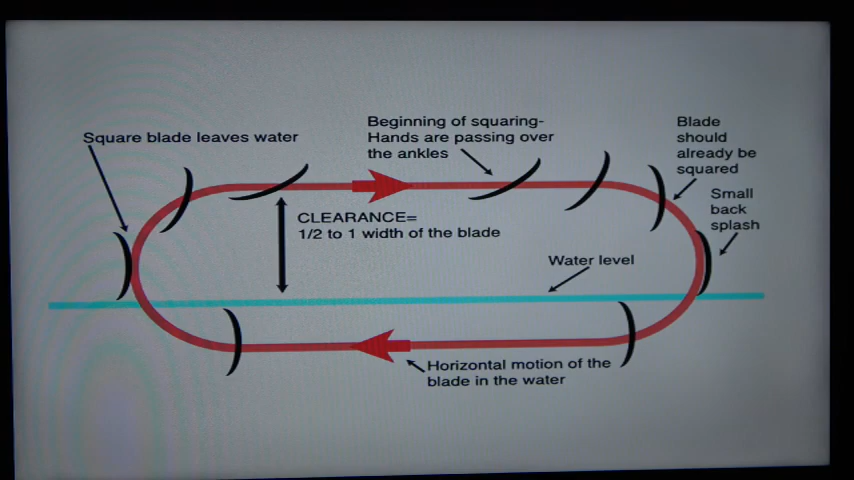 Square blade leaves water
Beginning of squaring-
Hands are passing over
the ankles
Blade
should
already be
squared
Small
back
splash
CLEARANCE=
1/2 to 1 width of the blade
Water level
Horizontal motion of the
blade in the water